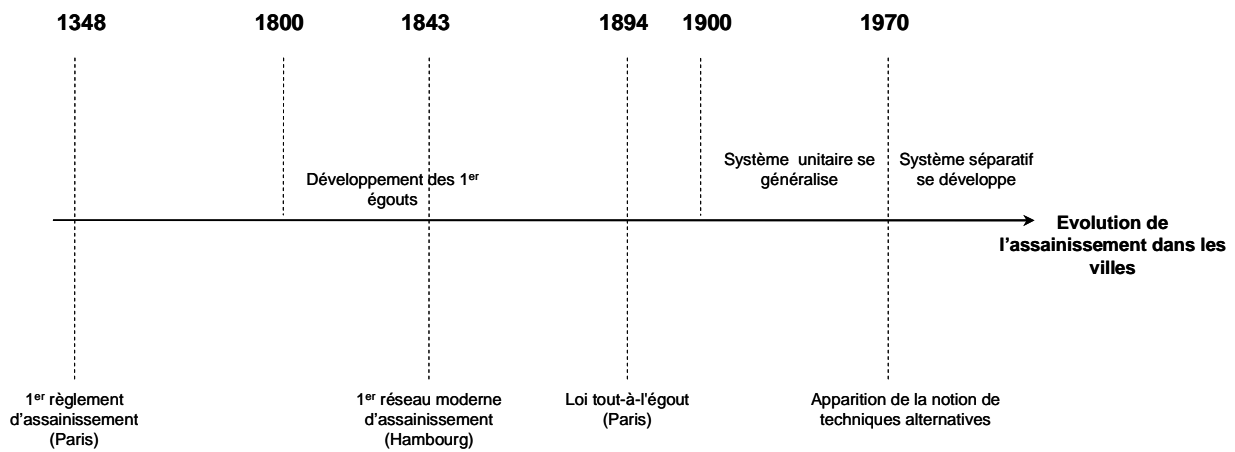 1348 1800 1843 1894 1900 1970
Développement des 1er
égouts
Système unitaire se
généralise
Système séparatif
se développe
Evolution de
l'assainissement dans les
villes
1er règlement
d'assainissement
(Paris)
1er réseau moderne
d'assainissement
(Hambourg)
Loi tout-à-l'égout
(Paris)
Apparition de la notion de
techniques alternatives